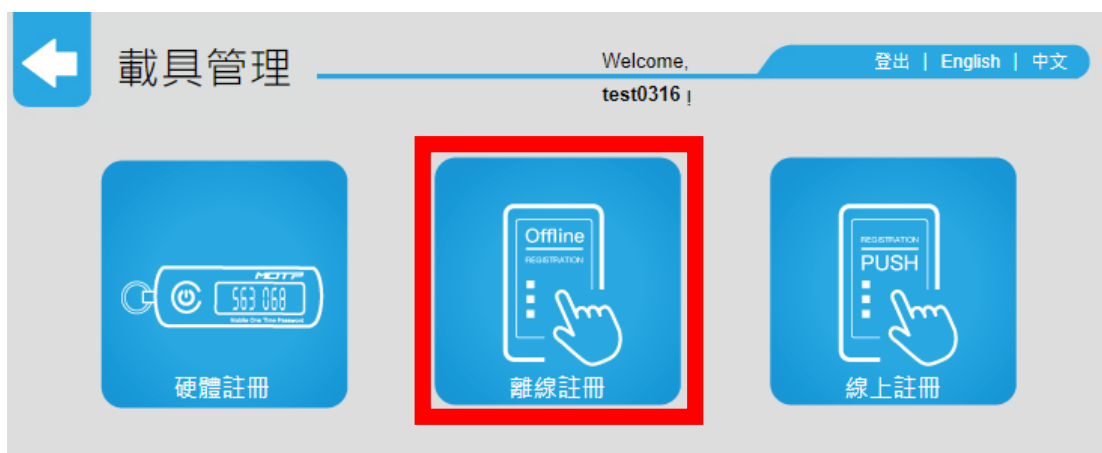 載具管理
Welcome,
test0316
登出 | English | 中文
MOTP
563 068
Mobile One Time Password
硬體註冊
Offline
REGISTRATION
離線註冊
REGISTRATION
PUSH
線上註冊